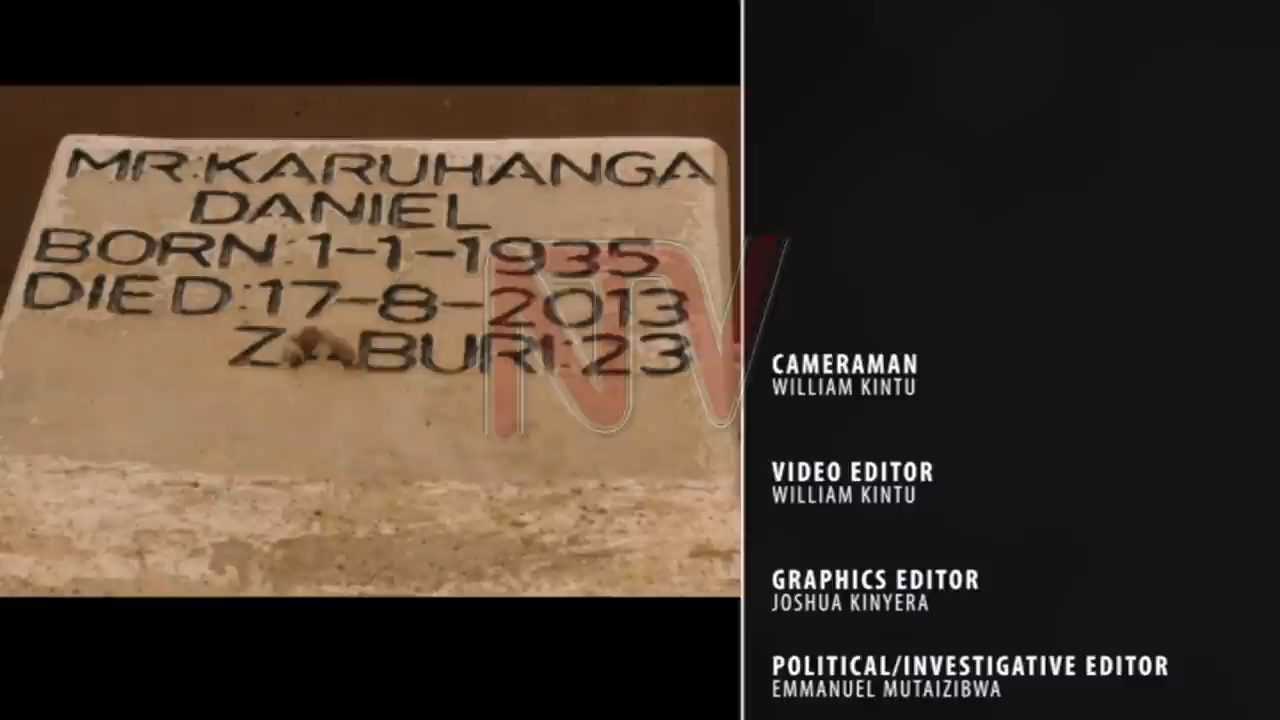 MR.KARUHANGA
DANIEL
BORN:1-1-1935
DIED:17-8-2013
ZABURI:23
NTV
CAMERAMAN
WILLIAM KINTU
VIDEO EDITOR
WILLIAM KINTU
GRAPHICS EDITOR
JOSHUA KINYERA
POLITICAL/INVESTIGATIVE EDITOR
EMMANUEL MUTAIZIBWA